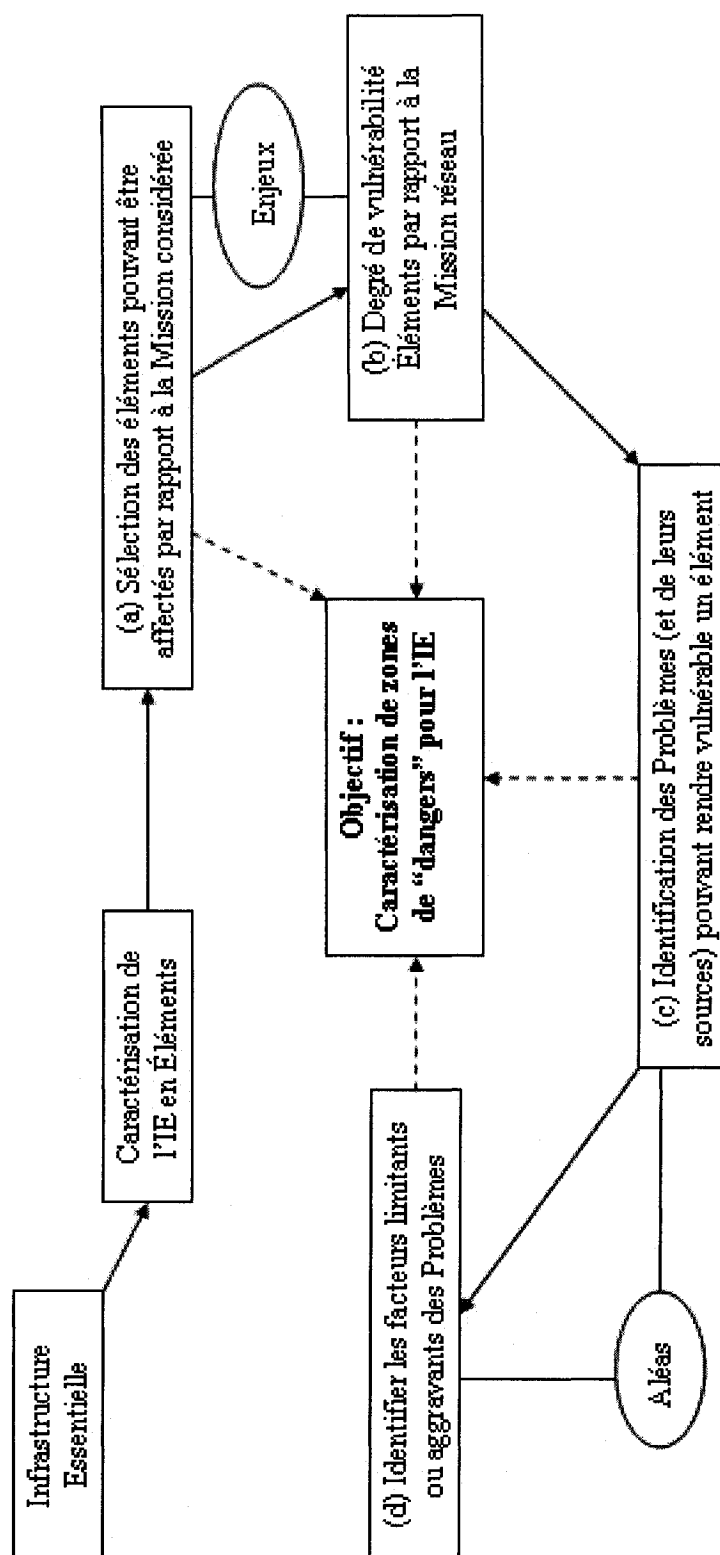 Infrastructure
Essentielle
Caractérisation de
l'IE en Éléments
(a) Sélection des éléments pouvant être
affectés par rapport à la Mission considérée
Enjeux
(b) Degré de vulnérabilité
Éléments par rapport à la
Mission réseau
Objectif :
Caractérisation de zones
de “dangers” pour l'IE
(c) Identification des Problèmes (et de leurs
sources) pouvant rendre vulnérable un élément
(d) Identifier les facteurs limitants
ou aggravants des Problèmes
Aléas